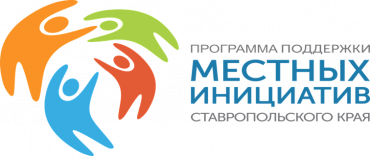 ПРОГРАММА ПОДДЕРЖКИ
МЕСТНЫХ
ИНИЦИАТИВ
СТАВРОПОЛЬСКОГО КРАЯ